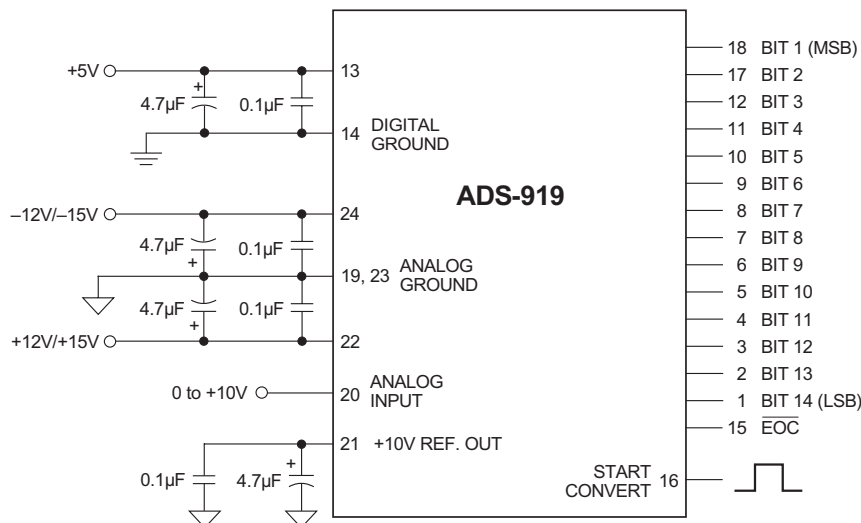 +5V
4.7µF
+
0.1µF
13
14 DIGITAL
GROUND
–12V/–15V
24
4.7µF
+
0.1µF
19, 23 ANALOG
GROUND
4.7µF
+
0.1µF
+12V/+15V
22
0 to +10V
20 ANALOG
INPUT
21 +10V REF. OUT
0.1µF
4.7µF
+
ADS-919
18 BIT 1 (MSB)
17 BIT 2
12 BIT 3
11 BIT 4
10 BIT 5
9 BIT 6
8 BIT 7
7 BIT 8
6 BIT 9
5 BIT 10
4 BIT 11
3 BIT 12
2 BIT 13
1 BIT 14 (LSB)
15 EOC
START
CONVERT 16